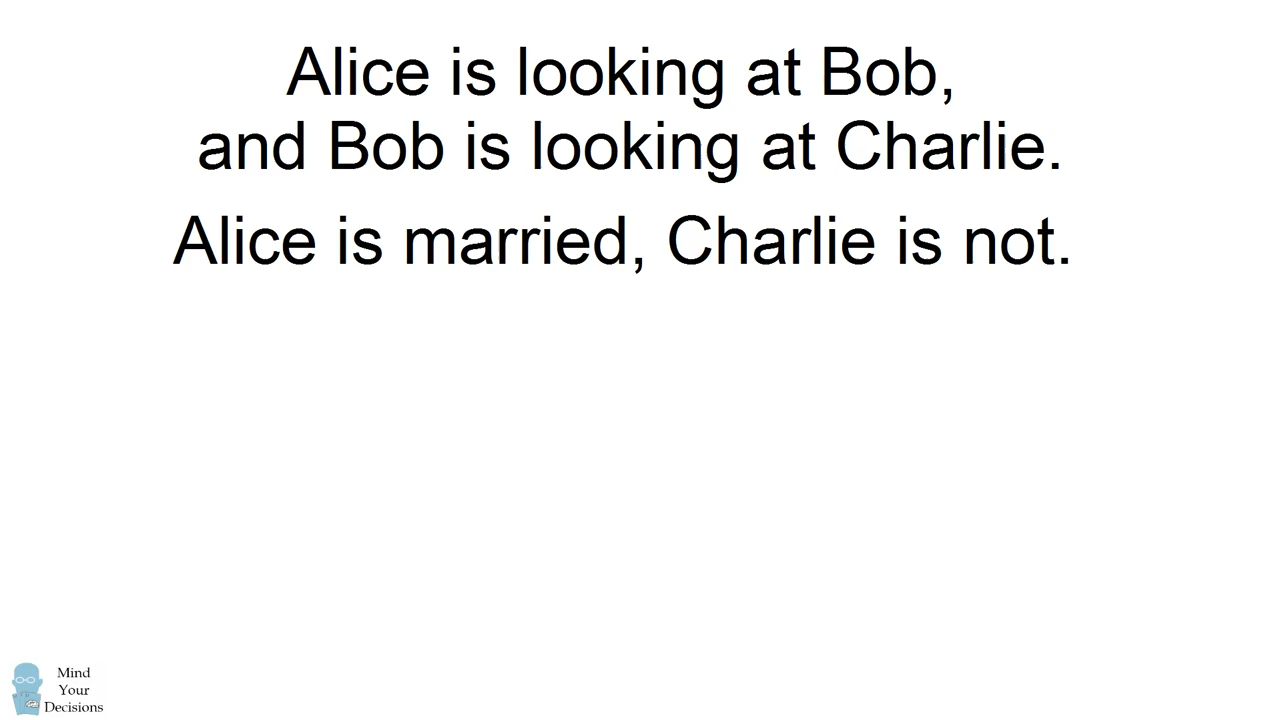 Alice is looking at Bob,
and Bob is looking at Charlie.
Alice is married, Charlie is not.
Mind
Your
Decisions